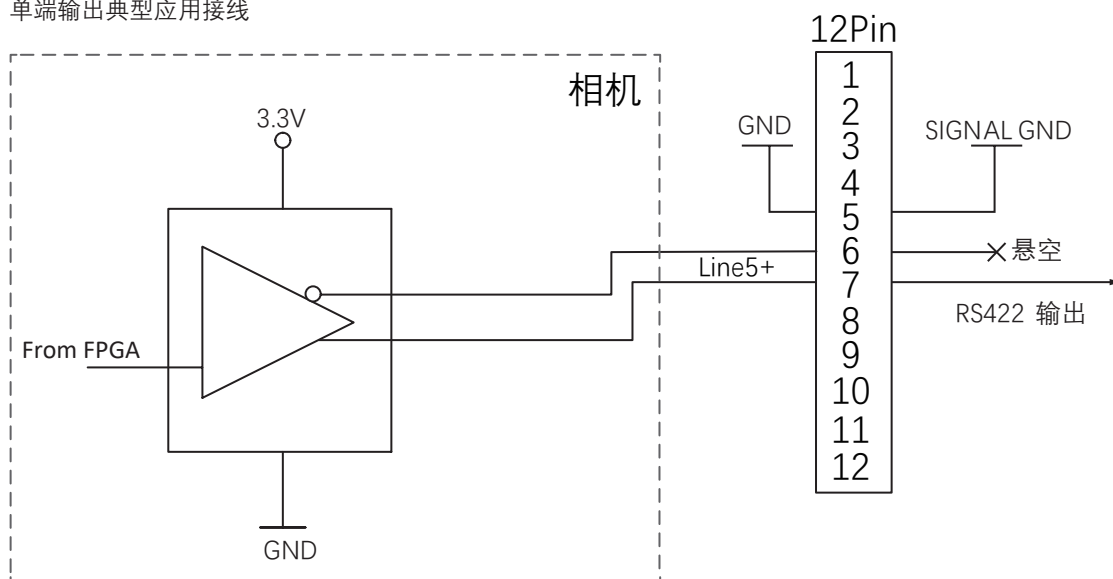 单端输出典型应用接线
12Pin
相机
3.3V
GND
SIGNAL GND
1
2
3
4
5
6
7
8
9
10
11
12
悬空
Line5+
RS422 输出
From FPGA
GND